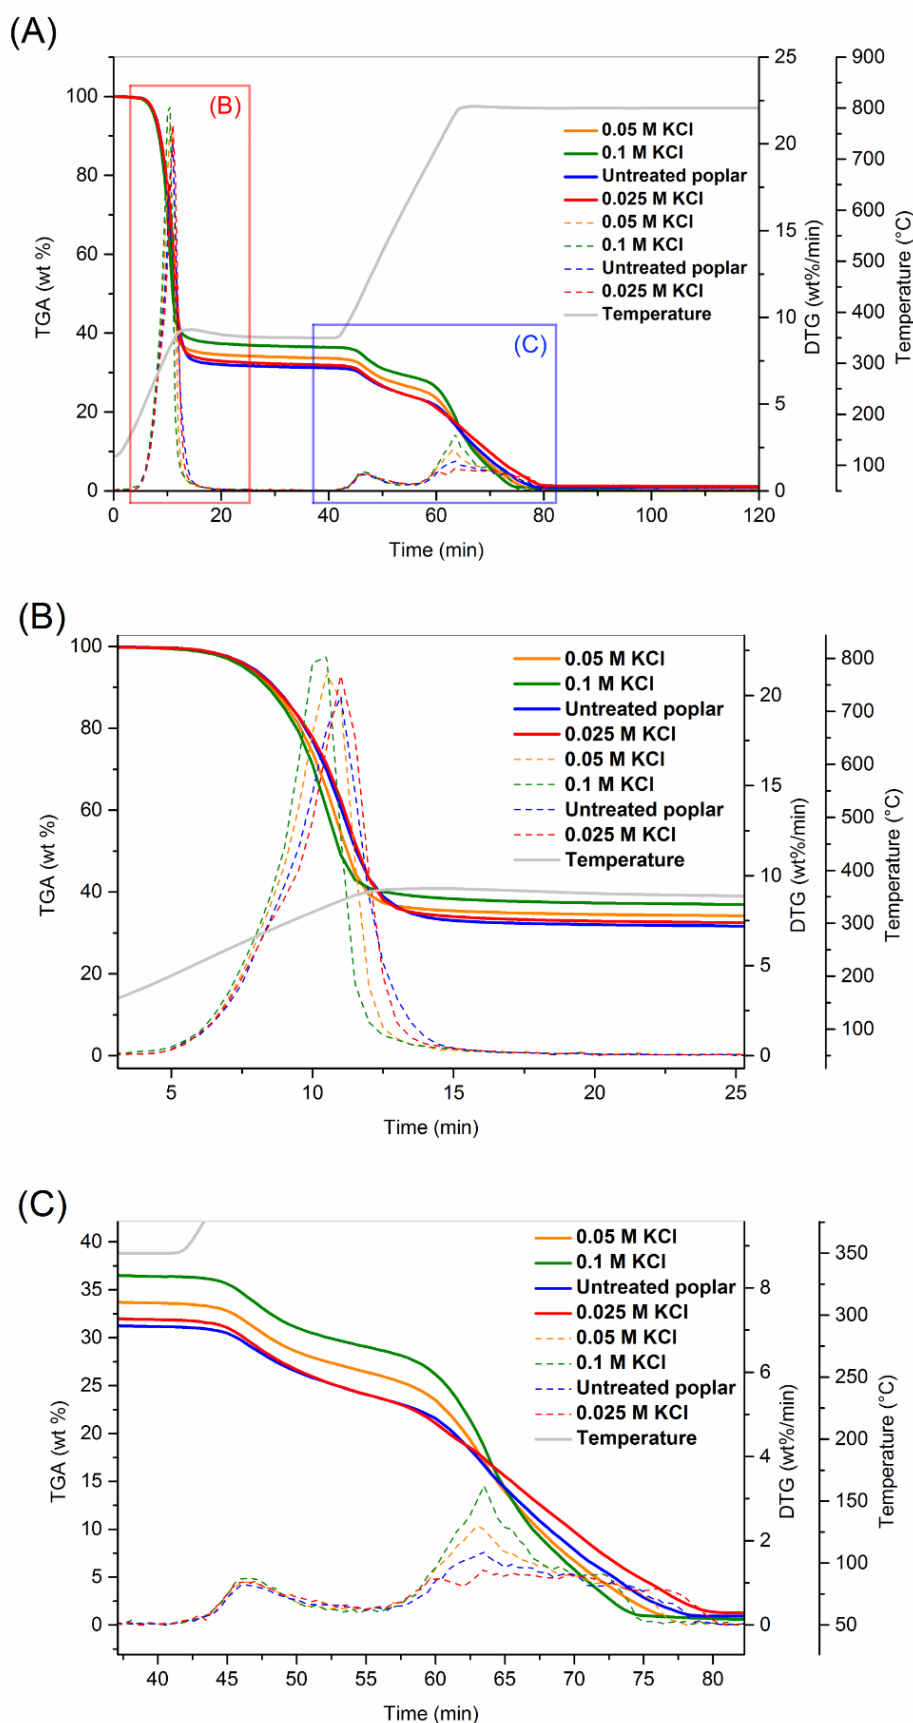 (A)
100
80
60
40
20
0
TGA (wt %)
0
20
40
60
80
100
120
Time (min)
25
20
15
10
5
0
DTG (wt%/min)
900
800
700
600
500
400
300
200
100
Temperature (°C)
(B)
(C)
0.05 M KCl
0.1 M KCl
Untreated poplar
0.025 M KCl
0.05 M KCl
0.1 M KCl
Untreated poplar
0.025 M KCl
Temperature
(B)
100
80
60
40
20
0
TGA (wt %)
5
10
15
20
25
Time (min)
20
15
10
5
0
DTG (wt%/min)
800
700
600
500
400
300
200
100
Temperature (°C)
0.05 M KCl
0.1 M KCl
Untreated poplar
0.025 M KCl
0.05 M KCl
0.1 M KCl
Untreated poplar
0.025 M KCl
Temperature
(C)
40
35
30
25
20
15
10
5
0
TGA (wt %)
40
45
50
55
60
65
70
75
80
Time (min)
8
6
4
2
0
DTG (wt%/min)
350
300
250
200
150
100
50
Temperature (°C)
0.05 M KCl
0.1 M KCl
Untreated poplar
0.025 M KCl
0.05 M KCl
0.1 M KCl
Untreated poplar
0.025 M KCl
Temperature